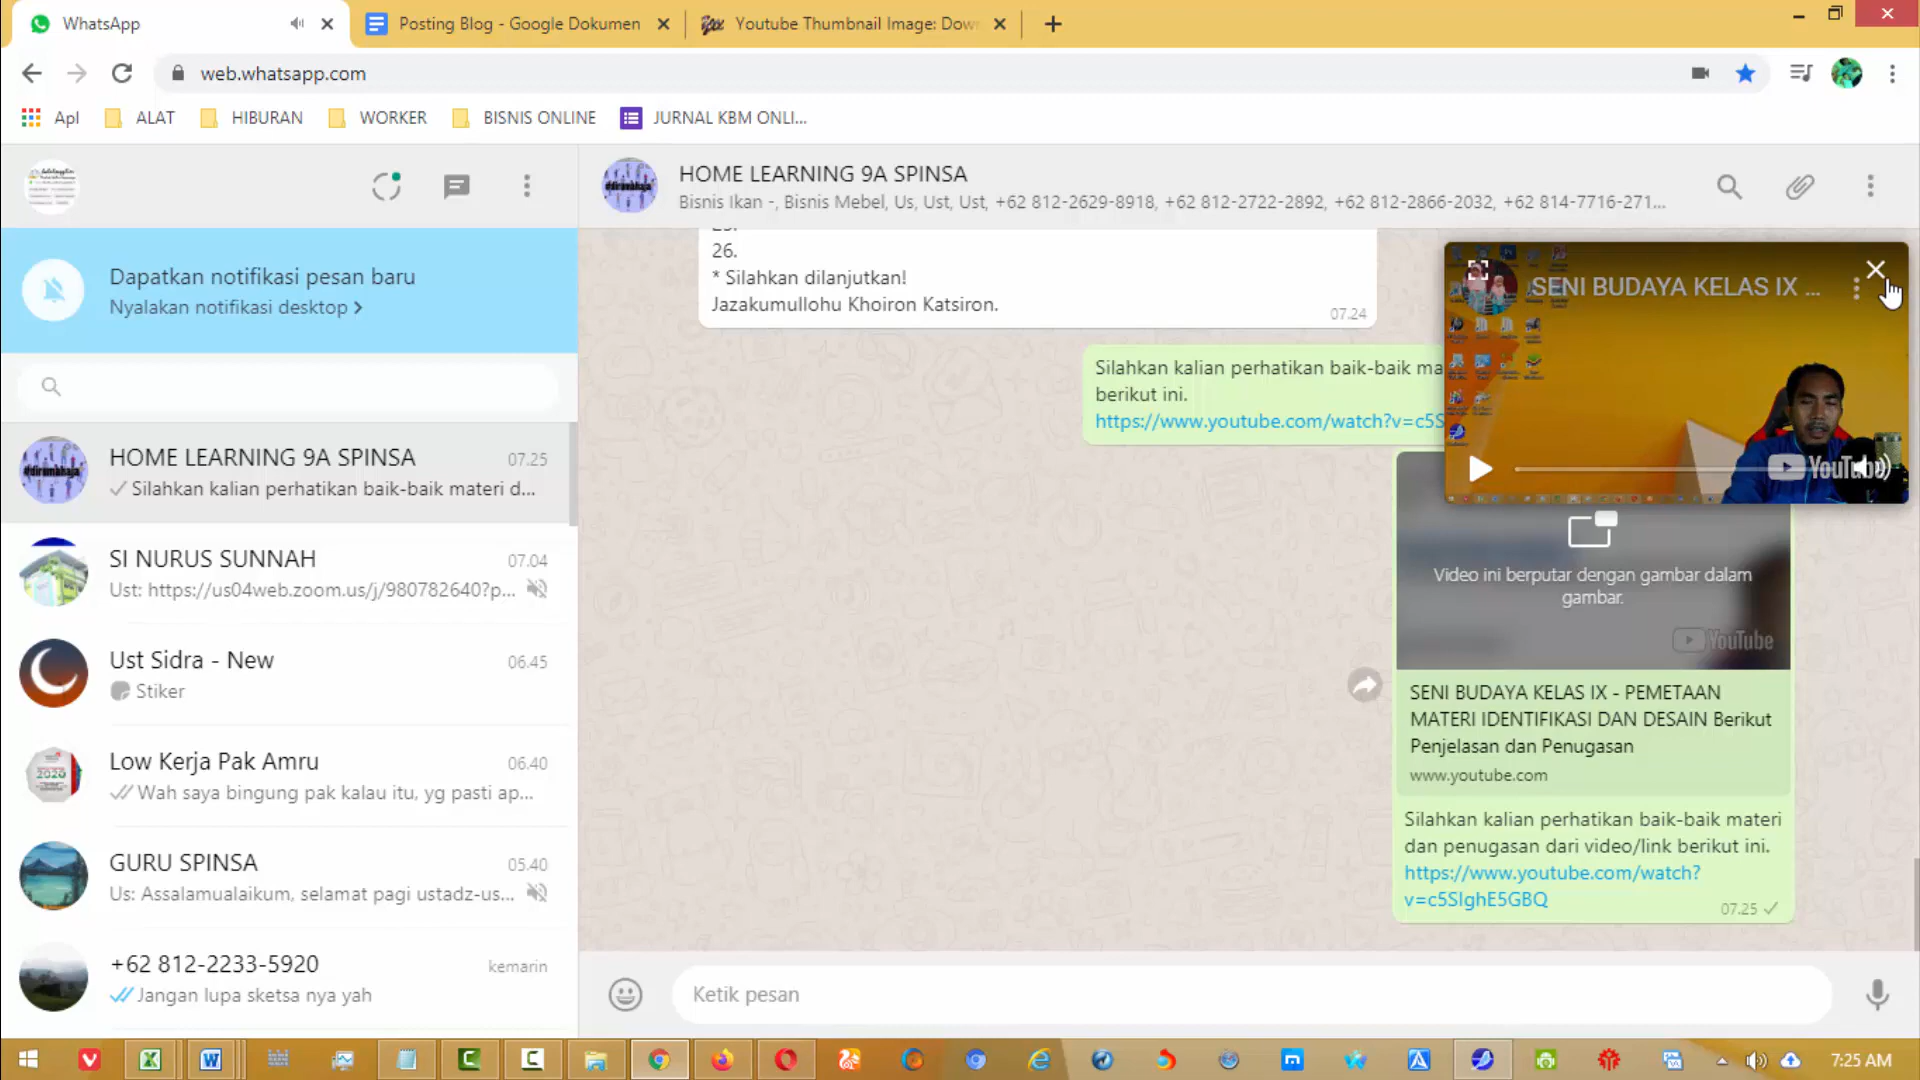 WhatsApp
Posting Blog - Google Dokumen
Youtube Thumbnail Image: Dow
web.whatsapp.com
Apl
ALAT
HIBURAN
WORKER
BISNIS ONLINE
JURNAL KBM ONLI...
Dapatkan notifikasi pesan baru
Nyalakan notifikasi desktop >
HOME LEARNING 9A SPINSA 07.25
Silahkan kalian perhatikan baik-baik materi d...
SI NURUS SUNNAH 07.04
Ust: https://us04web.zoom.us/j/980782640?p...
Ust Sidra - New 06.45
Stiker
Low Kerja Pak Amru 06.40
Wah saya bingung pak kalau itu, yg pasti ap...
GURU SPINSA 05.40
Us: Assalamualaikum, selamat pagi ustadz-us...
+62 812-2233-5920 kemarin
Jangan lupa sketsa nya yah
HOME LEARNING 9A SPINSA
Bisnis Ikan -, Bisnis Mebel, Us, Ust, Ust, +62 812-2629-8918, +62 812-2722-2892, +62 812-2866-2032, +62 814-7716-271...
26.
* Silahkan dilanjutkan!
Jazakumullohu Khoiron Katsiron.
07.24
Silahkan kalian perhatikan baik-baik ma
berikut ini.
https://www.youtube.com/watch?v=c5S
SENI BUDAYA KELAS IX ...
YouTube
Video ini berputar dengan gambar dalam
gambar.
YouTube
SENI BUDAYA KELAS IX - PEMETAAN
MATERI IDENTIFIKASI DAN DESAIN Berikut
Penjelasan dan Penugasan
www.youtube.com
Silahkan kalian perhatikan baik-baik materi
dan penugasan dari video/link berikut ini.
https://www.youtube.com/watch?
v=c5SlghE5GBQ
07.25
Ketik pesan
7:25 AM